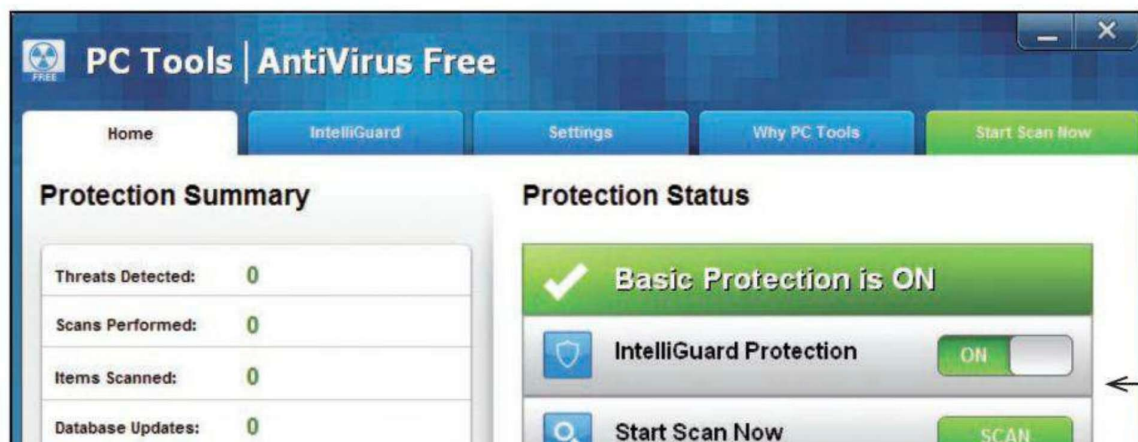 FREE
PC Tools | AntiVirus Free
Home
IntelliGuard
Settings
Why PC Tools
Start Scan Now
Protection Summary
Threats Detected: 0
Scans Performed: 0
Items Scanned: 0
Database Updates: 0
Protection Status
Basic Protection is ON
IntelliGuard Protection ON
Start Scan Now SCAN